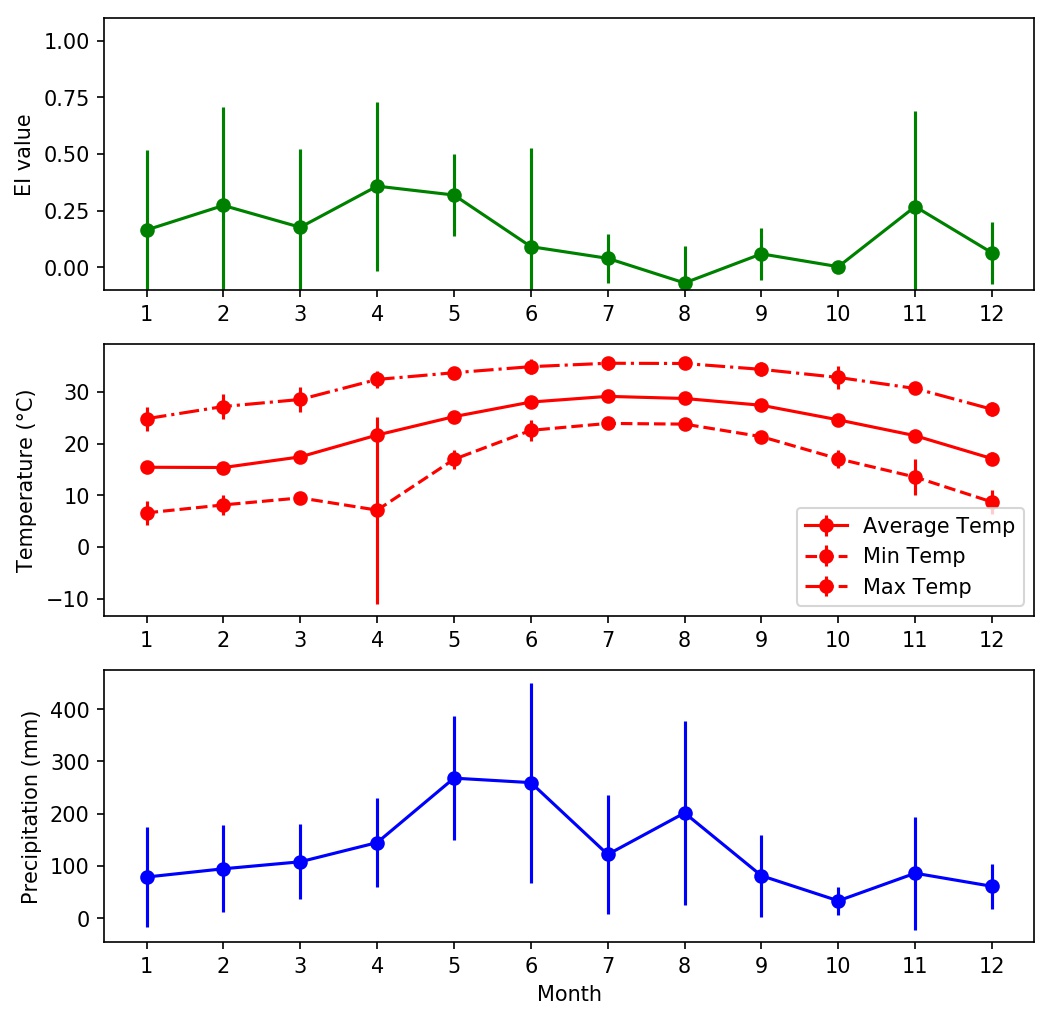 EI value
1.00
0.75
0.50
0.25
0.00
1 2 3 4 5 6 7 8 9 10 11 12
Temperature (°C)
30
20
10
0
−10
Average Temp
Min Temp
Max Temp
1 2 3 4 5 6 7 8 9 10 11 12
Precipitation (mm)
400
300
200
100
0
1 2 3 4 5 6 7 8 9 10 11 12
Month